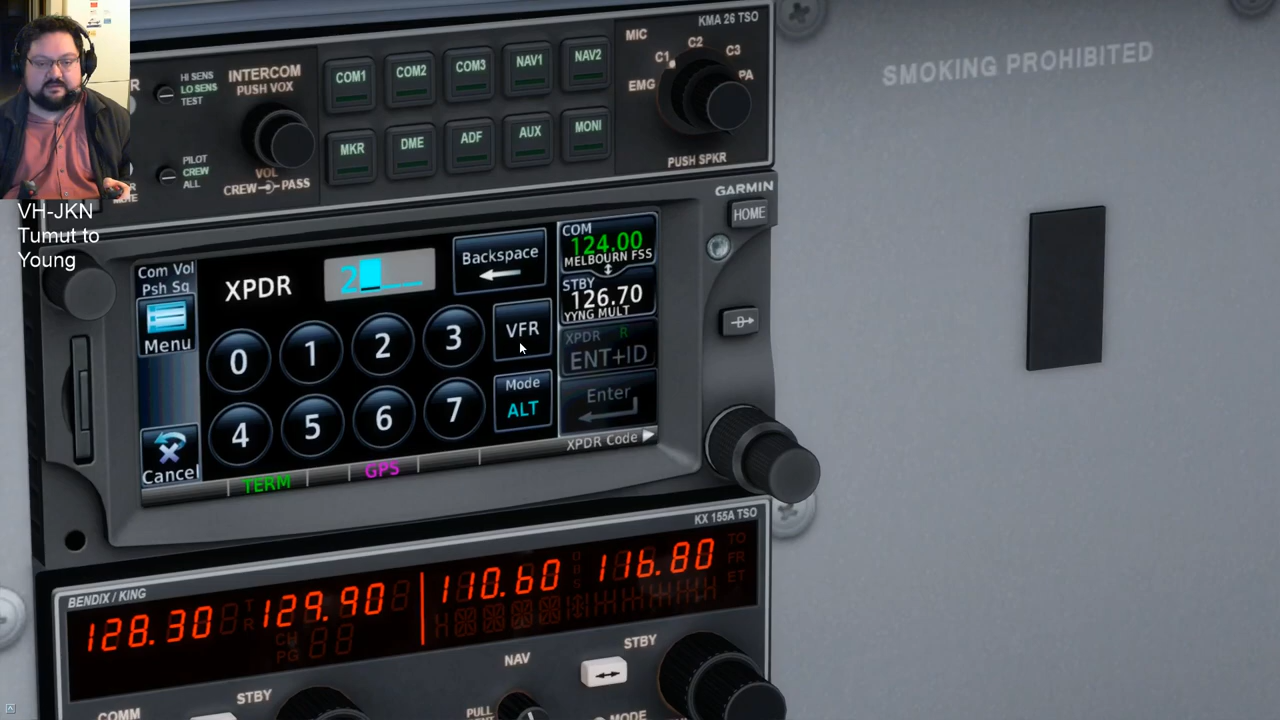 KMA 26 TSO
SMOKING PROHIBITED
HI SENS
LO SENS
TEST
INTERCOM
PUSH VOX
COM1
COM2
COM3
NAV1
NAV2
MIC
C1
C2
C3
EMG
PA
MKR
DME
ADF
AUX
MONI
PILOT
CREW
ALL
VOL
CREW PASS
PUSH SPKR
VH-JKN
Tumut to
Young
GARMIN
HOME
Com Vol
Psh Sq
Menu
Cancel
XPDR
2___
Backspace
0 1 2 3
VFR
4 5 6 7
Mode
ALT
COM
124.00
MELBOURN FSS
STBY
126.70
YYNG MULT
XPDR R
ENT+ID
Enter
XPDR Code
TERM
GPS
BENDIX / KING
KX 155A TSO
128.30 129.90 110.60 116.80
STBY
NAV
STBY
COMM
PULL
MODE